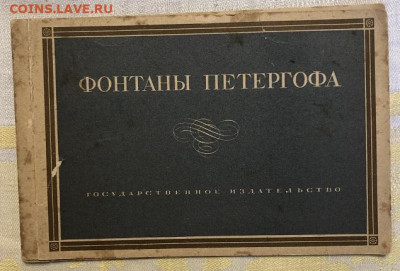 COINS.LAVE.RU
ФОНТАНЫ ПЕТЕРГОФА
ГОСУДАРСТВЕННОЕ ИЗДАТЕЛЬСТВО